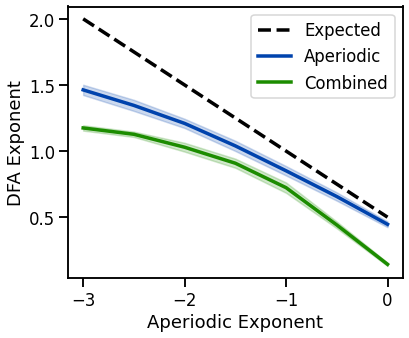 2.0
1.5
1.0
0.5
DFA Exponent
Expected
Aperiodic
Combined
−3
−2
−1
0
Aperiodic Exponent